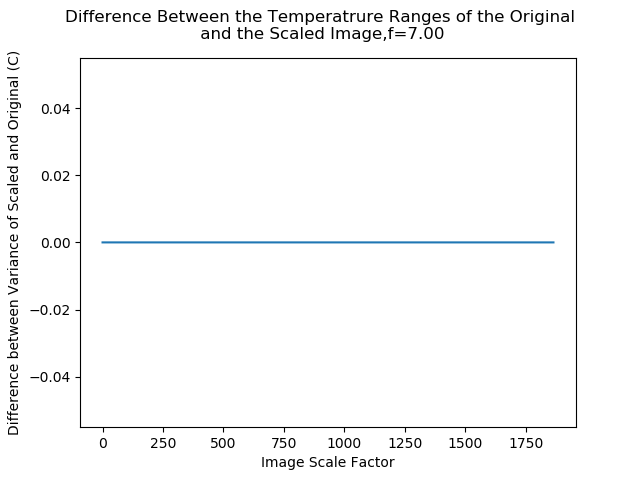 Difference Between the Temperatrure Ranges of the Original
and the Scaled Image,f=7.00
Difference between Variance of Scaled and Original (C)
0.04
0.02
0.00
−0.02
−0.04
0 250 500 750 1000 1250 1500 1750
Image Scale Factor